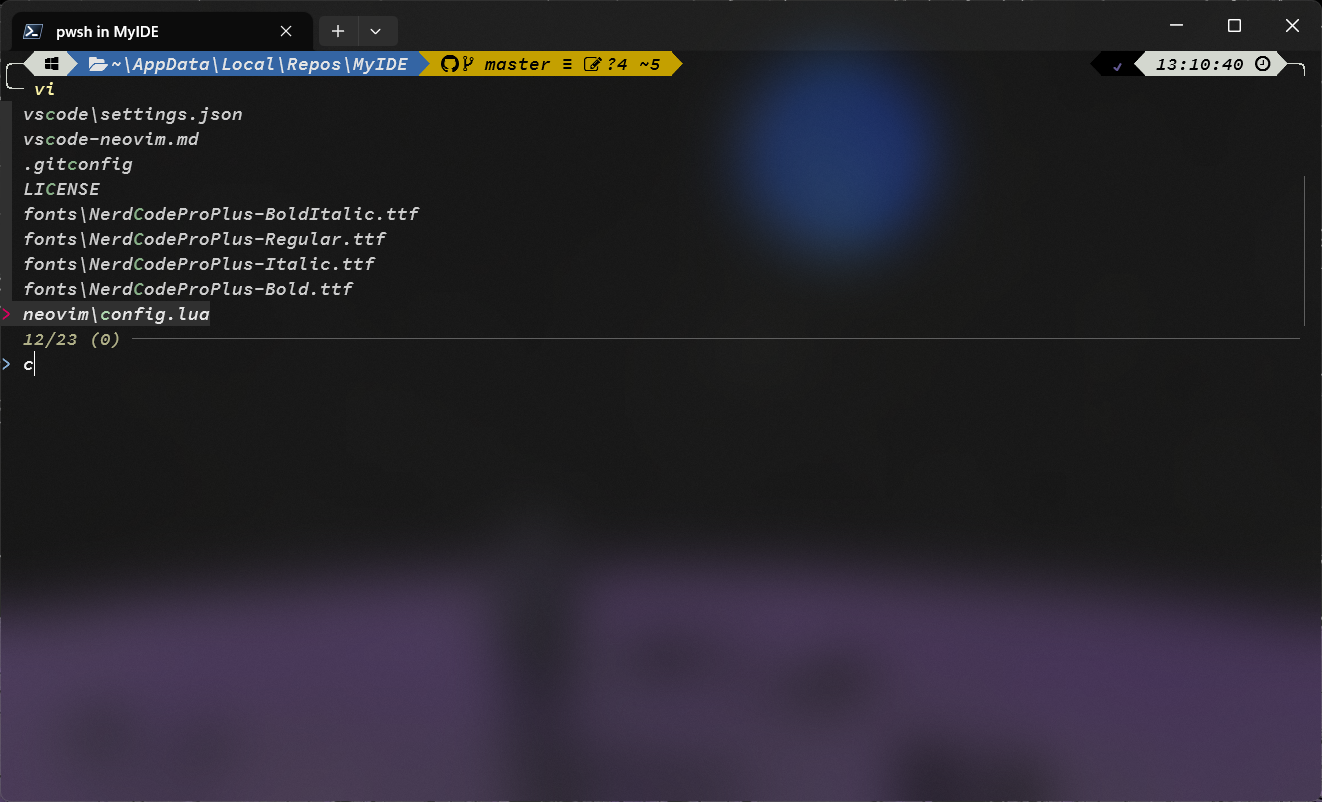 pwsh in MyIDE
~\AppData\Local\Repos\MyIDE master ≡ ?4 ~5 13:10:40
vi
vscode\settings.json
vscode-neovim.md
.gitconfig
LICENSE
fonts\NerdCodeProPlus-BoldItalic.ttf
fonts\NerdCodeProPlus-Regular.ttf
fonts\NerdCodeProPlus-Italic.ttf
fonts\NerdCodeProPlus-Bold.ttf
> neovim\config.lua
12/23 (0)
> c